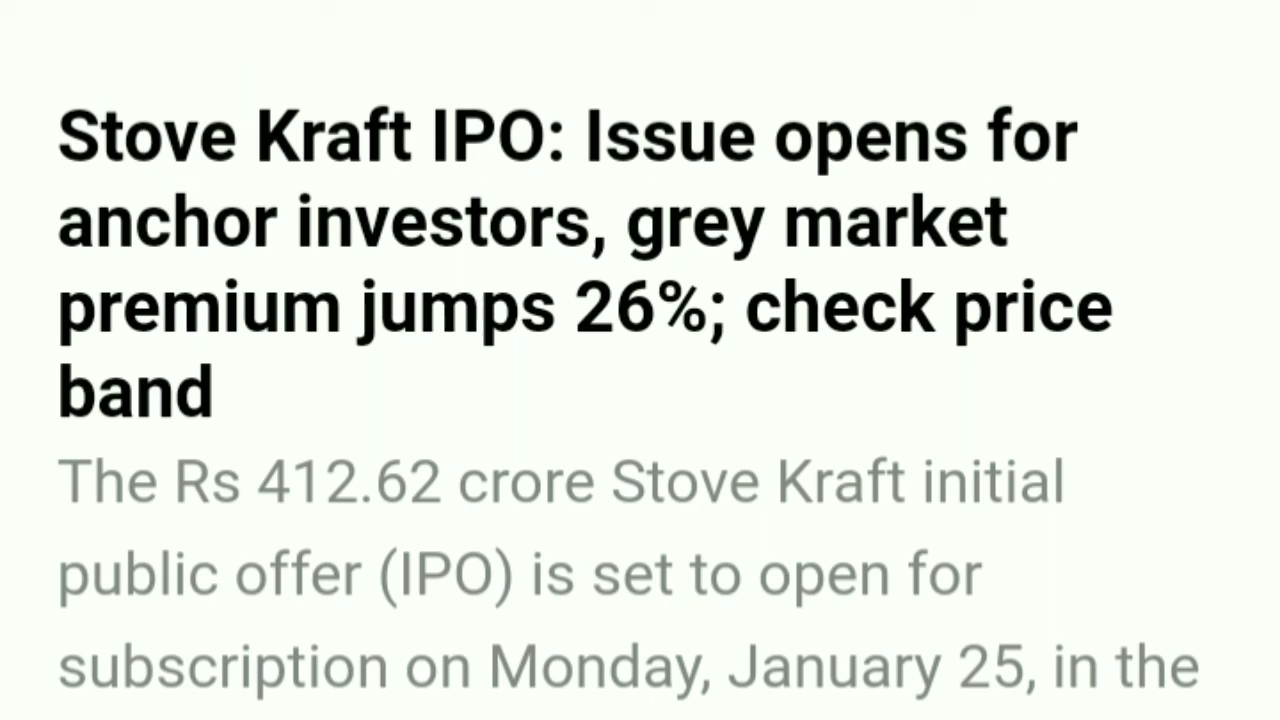 Stove Kraft IPO: Issue opens for
anchor investors, grey market
premium jumps 26%; check price
band
The Rs 412.62 crore Stove Kraft initial
public offer (IPO) is set to open for
subscription on Monday, January 25, in the